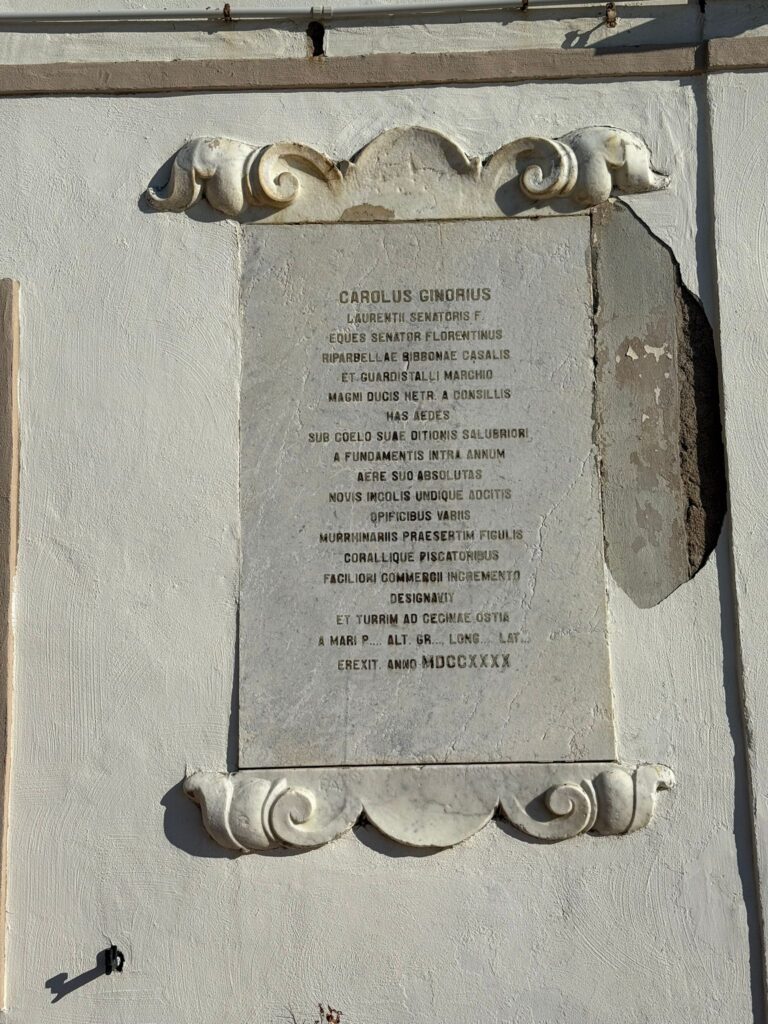 CAROLUS GINORIUS
LAURENTII SENATORIS F.
EQUES SENATOR FLORENTINUS
RIPARBELLAE BIBBONAE CASALIS
ET GUARDISTALLI MARCHIO
MAGNI DUCIS HETR. A CONSILLIS
HAS AEDES
SUB COELO SUAE DITIONIS SALUBRIORI
A FUNDAMENTIS INTRA ANNUM
AERE SUO ABSOLUTAS
NOVIS INCOLIS UNDIQUE ADCITIS
OPIFICIBUS VARIIS
MURRHINARIIS PRAESERTIM FIGULIS
CORALLIQUE PISCATORIBUS
FACILIORI COMMERCII INCREMENTO
DESIGNAVIT
ET TURRIM AD CECINAE OSTIA
A MARI P.... ALT. GR..., LONG.... LAT...
EREXIT. ANNO MDCCXXXX